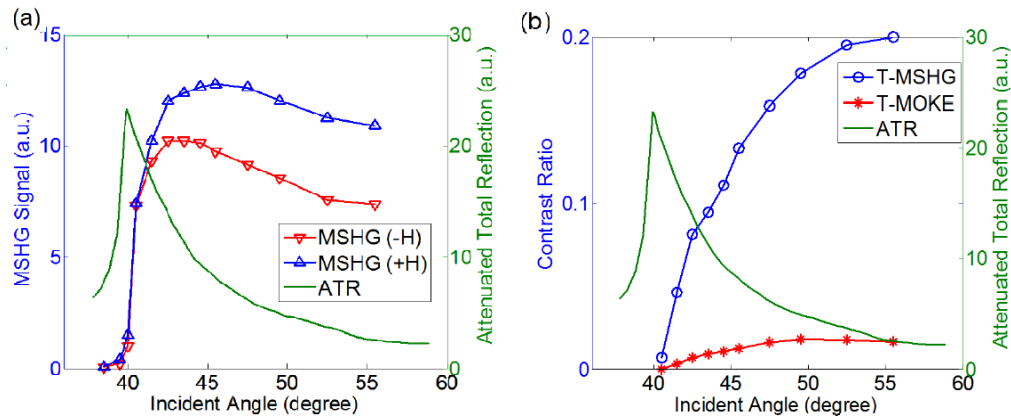 (a)
15
10
5
0
MSHG Signal (a.u.)
30
20
10
0
Attenuated Total Reflection (a.u.)
MSHG (-H)
MSHG (+H)
ATR
40 45 50 55 60
Incident Angle (degree)
(b)
0.2
0.1
0
Contrast Ratio
30
20
10
0
Attenuated Total Reflection (a.u.)
T-MSHG
T-MOKE
ATR
40 45 50 55 60
Incident Angle (degree)